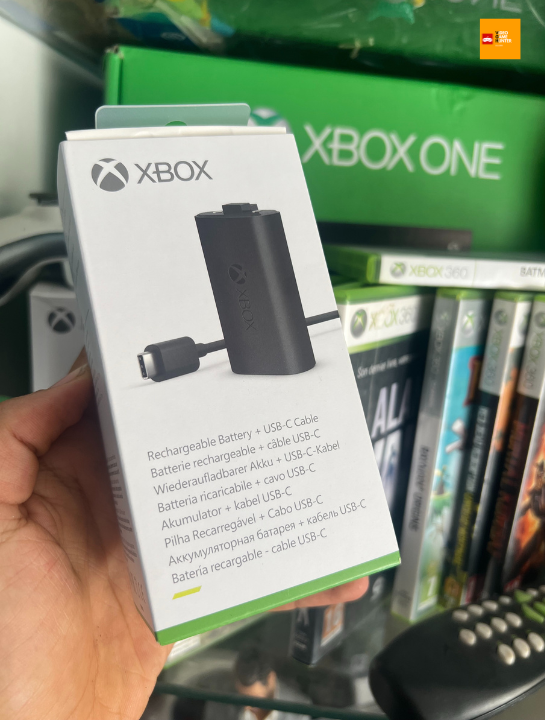 XBOX
XBOX
Rechargeable Battery + USB-C Cable
Batterie rechargeable + câble USB-C
Wiederaufladbarer Akku + USB-C-Kabel
Batteria ricaricabile + cavo USB-C
Akumulator + kabel USB-C
Pilha Recarregável + Cabo USB-C
Аккумуляторная батарея + кабель USB-C
Batería recargable - cable USB-C
XBOX ONE
XBOX 360
BATM
XBOX 360
ALA